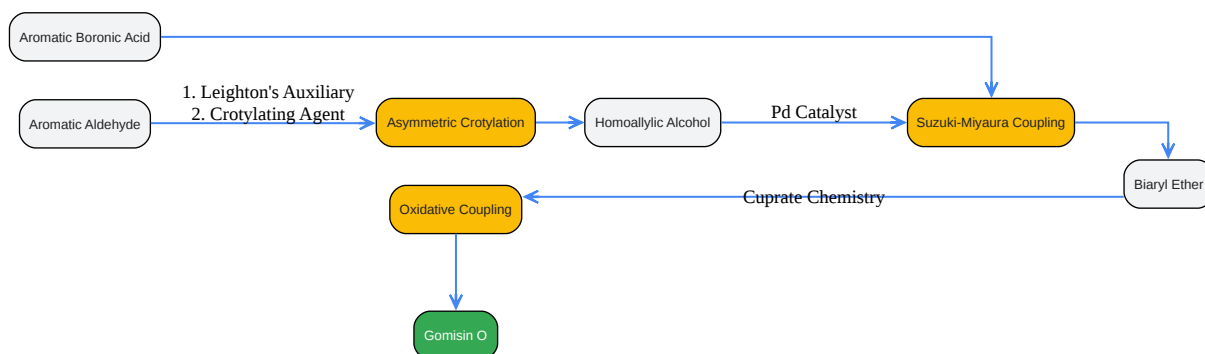 Aromatic Boronic Acid
1. Leighton's Auxiliary
2. Crotylating Agent
Aromatic Aldehyde
Asymmetric Crotylation
Homoallylic Alcohol
Pd Catalyst
Suzuki-Miyaura Coupling
Biaryl Ether
Cuprate Chemistry
Oxidative Coupling
Gomisin O